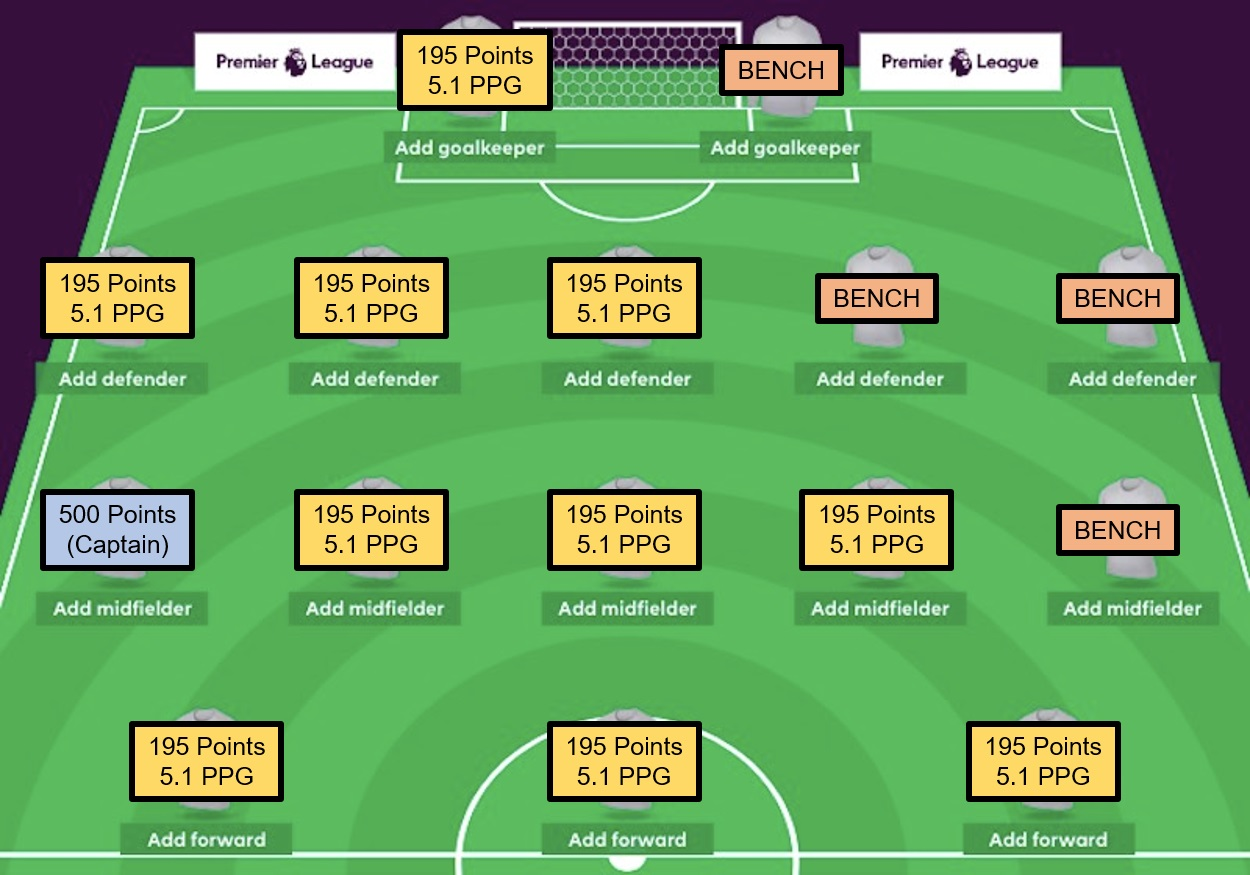 Premier League
195 Points
5.1 PPG
BENCH
Premier League
Add goalkeeper
Add goalkeeper
195 Points
5.1 PPG
195 Points
5.1 PPG
195 Points
5.1 PPG
BENCH
BENCH
Add defender
Add defender
Add defender
Add defender
Add defender
500 Points
(Captain)
195 Points
5.1 PPG
195 Points
5.1 PPG
195 Points
5.1 PPG
BENCH
Add midfielder
Add midfielder
Add midfielder
Add midfielder
Add midfielder
195 Points
5.1 PPG
195 Points
5.1 PPG
195 Points
5.1 PPG
Add forward
Add forward
Add forward